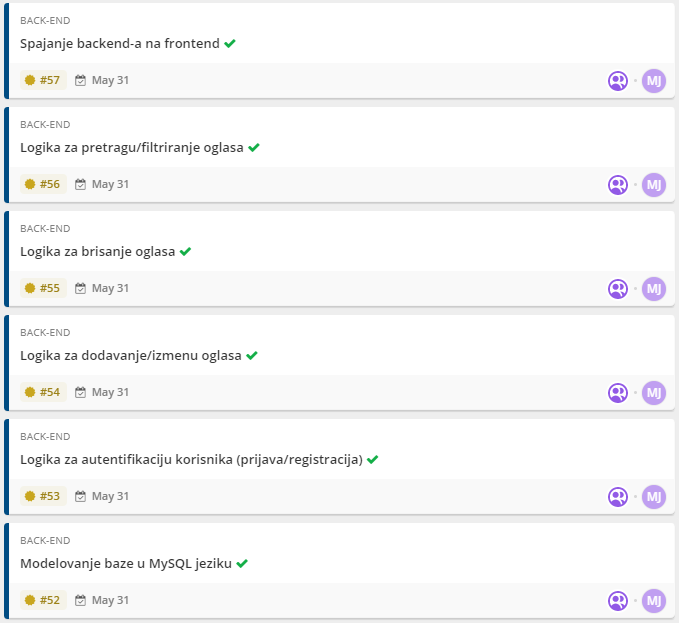 BACK-END
Spajanje backend-a na frontend
#57 May 31 MJ
BACK-END
Logika za pretragu/filtriranje oglasa
#56 May 31 MJ
BACK-END
Logika za brisanje oglasa
#55 May 31 MJ
BACK-END
Logika za dodavanje/izmenu oglasa
#54 May 31 MJ
BACK-END
Logika za autentifikaciju korisnika (prijava/registracija)
#53 May 31 MJ
BACK-END
Modelovanje baze u MySQL jeziku
#52 May 31 MJ